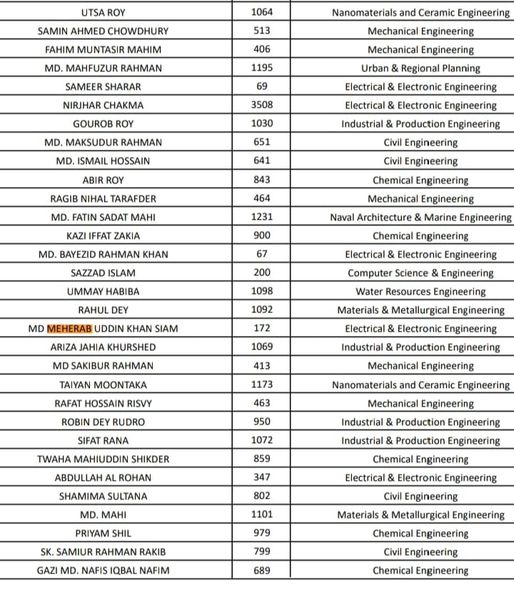 UTSA ROY 1064 Nanomaterials and Ceramic Engineering
SAMIN AHMED CHOWDHURY 513 Mechanical Engineering
FAHIM MUNTASIR MAHIM 406 Mechanical Engineering
MD. MAHFUZUR RAHMAN 1195 Urban & Regional Planning
SAMEER SHARAR 69 Electrical & Electronic Engineering
NIRJHAR CHAKMA 3508 Electrical & Electronic Engineering
GOUROB ROY 1030 Industrial & Production Engineering
MD. MAKSUDUR RAHMAN 651 Civil Engineering
MD. ISMAIL HOSSAIN 641 Civil Engineering
ABIR ROY 843 Chemical Engineering
RAGIB NIHAL TARAFDER 464 Mechanical Engineering
MD. FATIN SADAT MAHI 1231 Naval Architecture & Marine Engineering
KAZI IFFAT ZAKIA 900 Chemical Engineering
MD. BAYEZID RAHMAN KHAN 67 Electrical & Electronic Engineering
SAZZAD ISLAM 200 Computer Science & Engineering
UMMAY HABIBA 1098 Water Resources Engineering
RAHUL DEY 1092 Materials & Metallurgical Engineering
MD MEHERAB UDDIN KHAN SIAM 172 Electrical & Electronic Engineering
ARIZA JAHIA KHURSHED 1069 Industrial & Production Engineering
MD SAKIBUR RAHMAN 413 Mechanical Engineering
TAIYAN MOONTAKA 1173 Nanomaterials and Ceramic Engineering
RAFAT HOSSAIN RISVY 463 Mechanical Engineering
ROBIN DEY RUDRO 950 Industrial & Production Engineering
SIFAT RANA 1072 Industrial & Production Engineering
TWAHA MAHIUDDIN SHIKDER 859 Chemical Engineering
ABDULLAH AL ROHAN 347 Electrical & Electronic Engineering
SHAMIMA SULTANA 802 Civil Engineering
MD. MAHI 1101 Materials & Metallurgical Engineering
PRIYAM SHIL 979 Chemical Engineering
SK. SAMIUR RAHMAN RAKIB 799 Civil Engineering
GAZI MD. NAFIS IQBAL NAFIM 689 Chemical Engineering